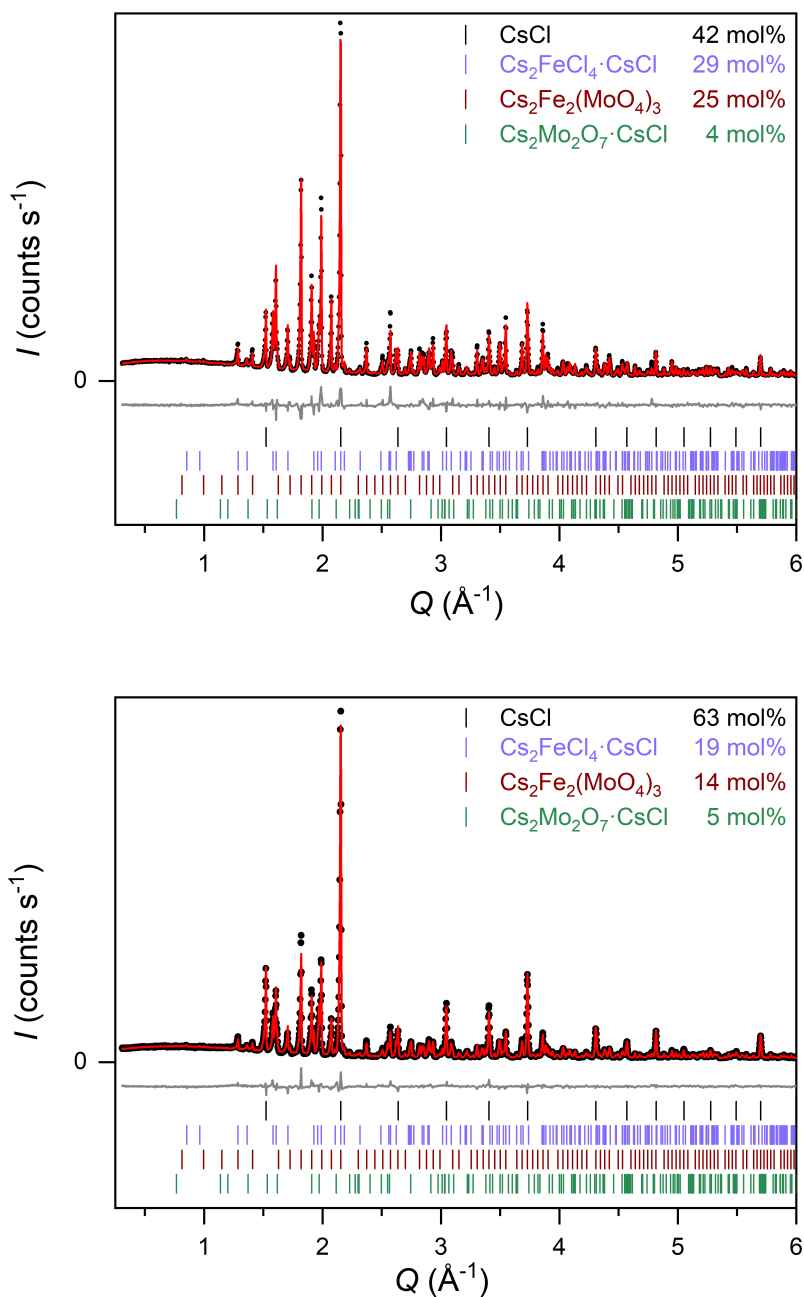 CsCl 42 mol%
Cs₂FeCl₄·CsCl 29 mol%
Cs₂Fe₂(MoO₄)₃ 25 mol%
Cs₂Mo₂O₇·CsCl 4 mol%
I (counts s⁻¹)
0
1 2 3 4 5 6
Q (Å⁻¹)
CsCl 63 mol%
Cs₂FeCl₄·CsCl 19 mol%
Cs₂Fe₂(MoO₄)₃ 14 mol%
Cs₂Mo₂O₇·CsCl 5 mol%
I (counts s⁻¹)
0
1 2 3 4 5 6
Q (Å⁻¹)